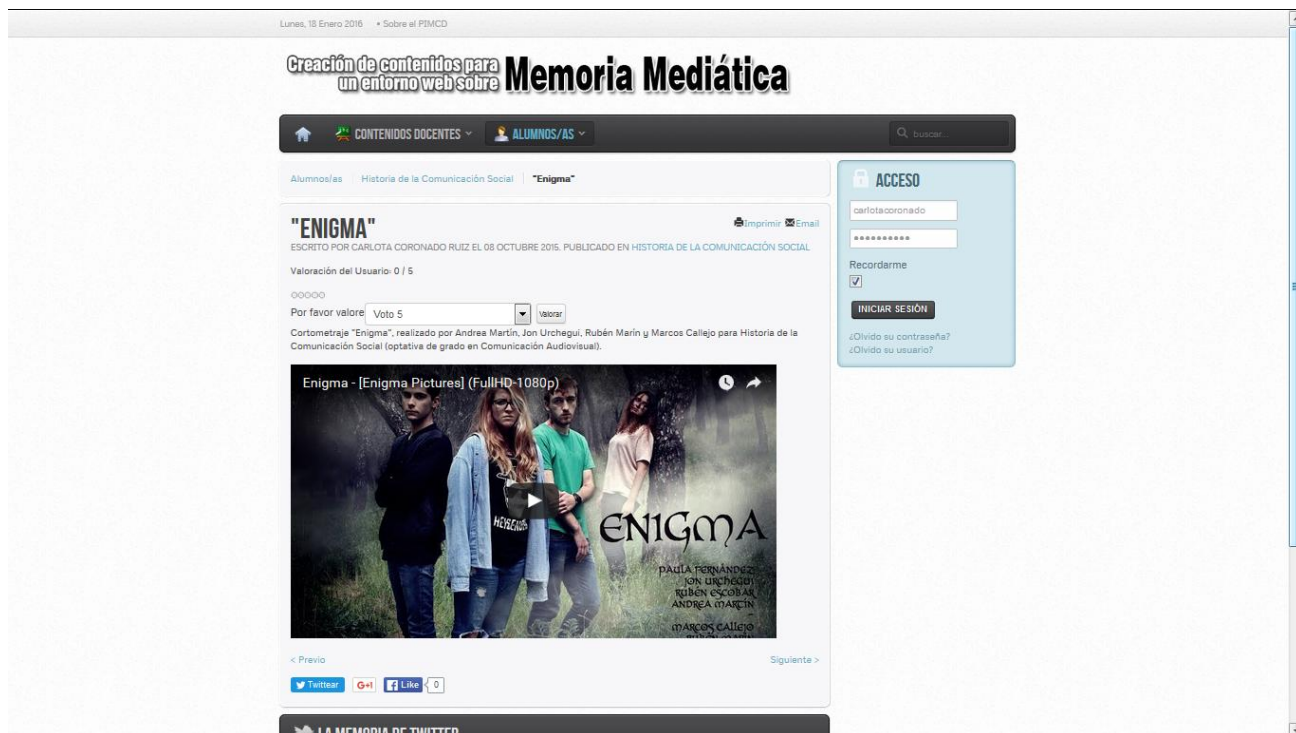 Lunes, 18 Enero 2016 • Sobre el PIMCD
Creación de contenidos para
un entorno web sobre Memoria Mediática
CONTENIDOS DOCENTES ALUMNOS/AS buscar...
Alumnos/as Historia de la Comunicación Social "Enigma"
"ENIGMA"
Imprimir Email
ESCRITO POR CARLOTA CORONADO RUIZ EL 08 OCTUBRE 2015. PUBLICADO EN HISTORIA DE LA COMUNICACIÓN SOCIAL
Valoración del Usuario: 0 / 5
Por favor valore Voto 5 Valorar
Cortometraje "Enigma", realizado por Andrea Martín, Jon Urchegui, Rubén Marín y Marcos Callejo para Historia de la
Comunicación Social (optativa de grado en Comunicación Audiovisual).
Enigma - [Enigma Pictures] (FullHD-1080p)
ENIGMA
PAULA FERNÁNDEZ
JON URCHEGUI
RUBÉN ESCOBAR
ANDREA MARTÍN
MARCOS CALLEJO
RUBÉN MARÍN
< Previo Siguiente >
Twittear G+1 Like 0
LA MEMORIA DE TWITTER
ACCESO
carlotacoronado
Recordarme
INICIAR SESIÓN
¿Olvido su contraseña?
¿Olvido su usuario?